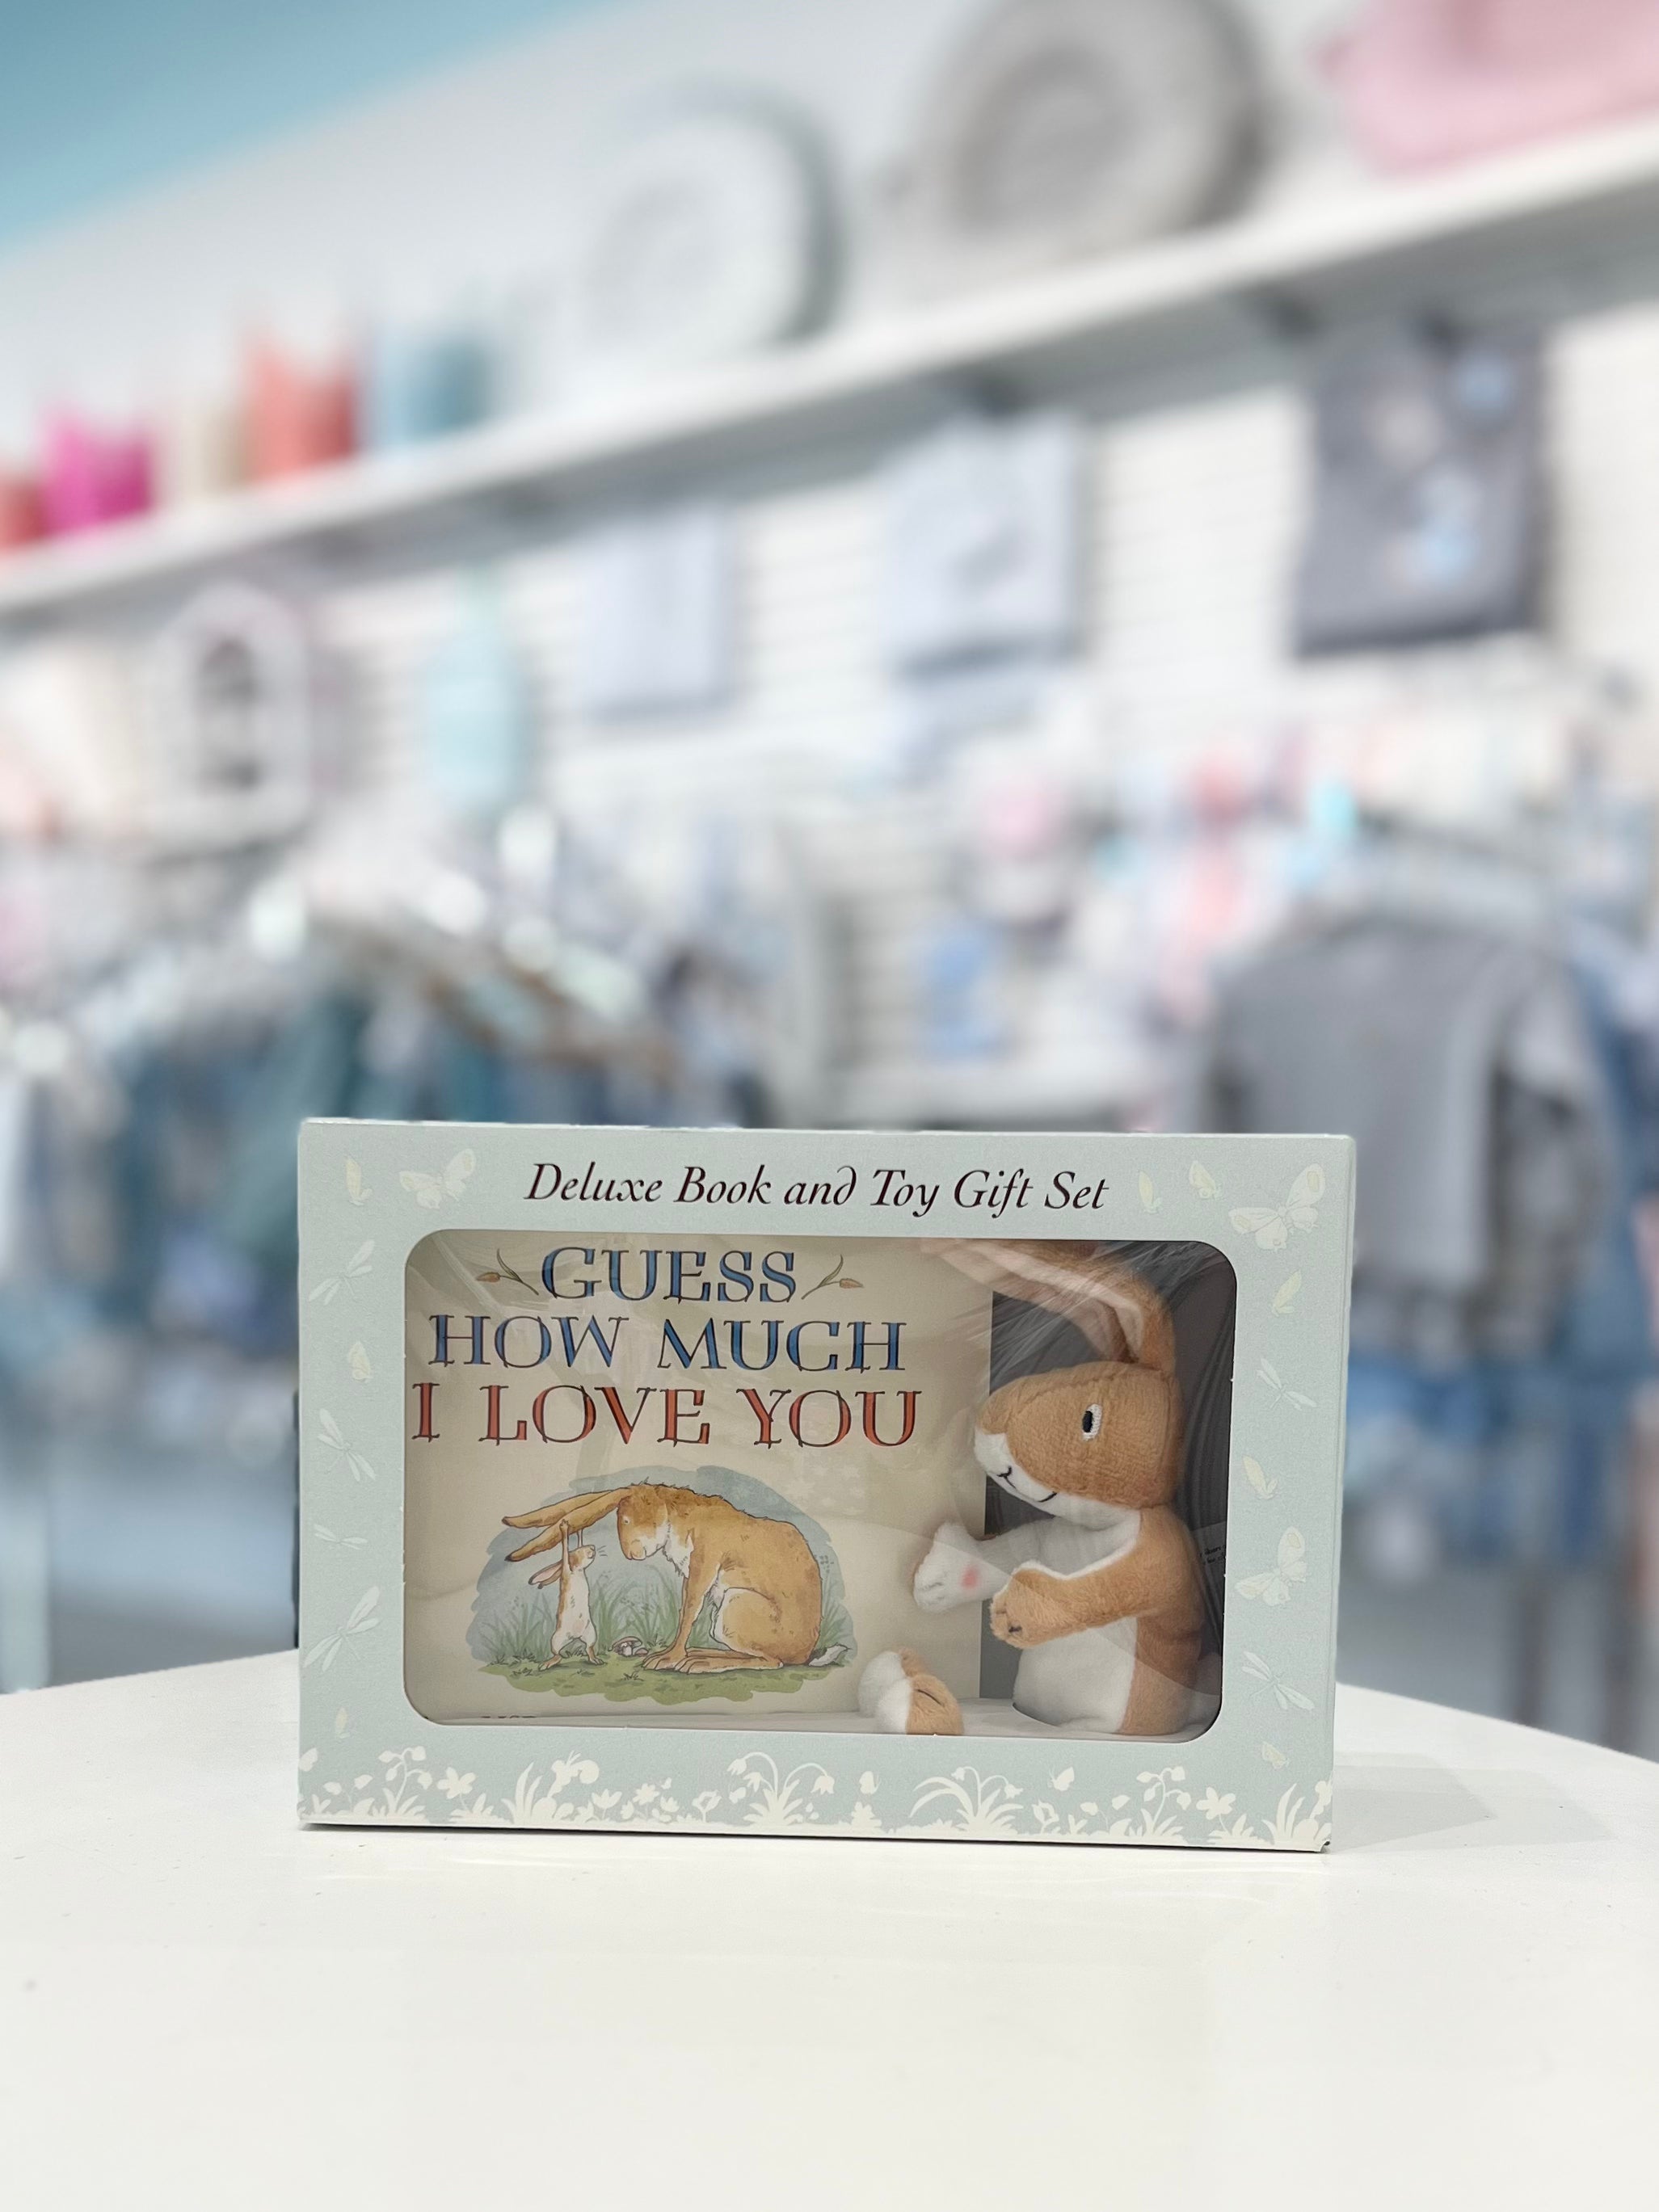 Deluxe Book and Toy Gift Set
GUESS
HOW MUCH
I LOVE YOU